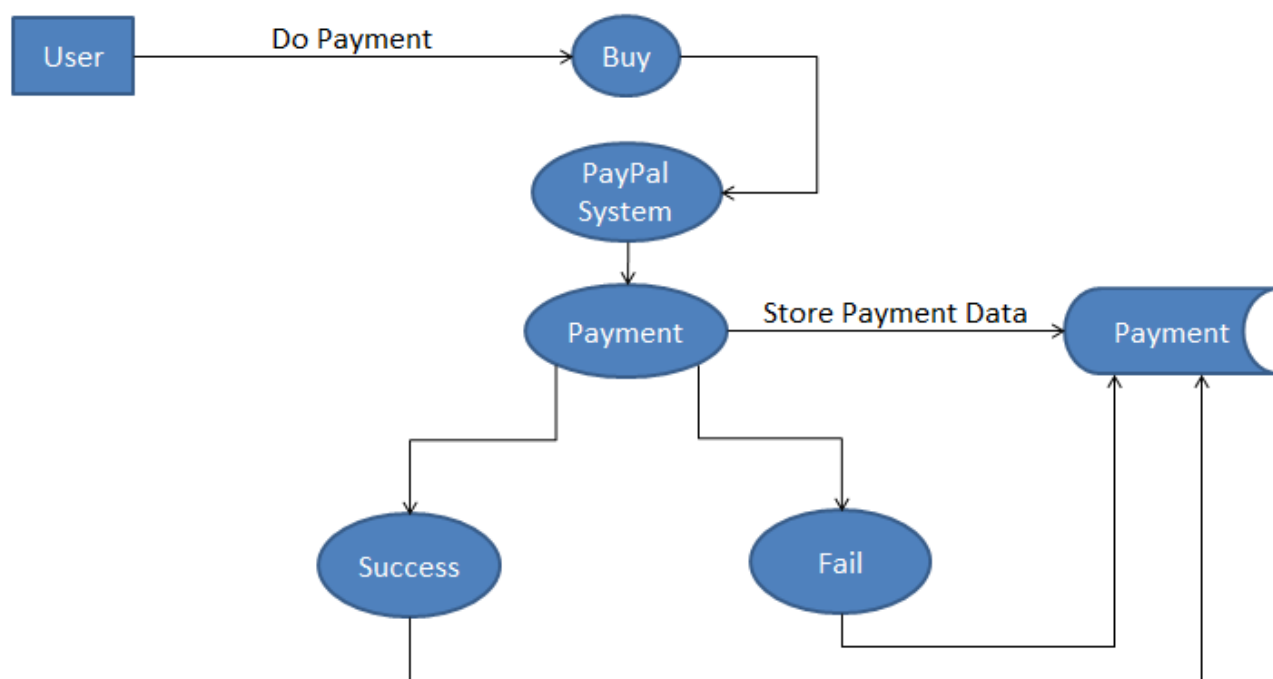 User
Do Payment
Buy
PayPal
System
Payment
Store Payment Data
Payment
Success
Fail